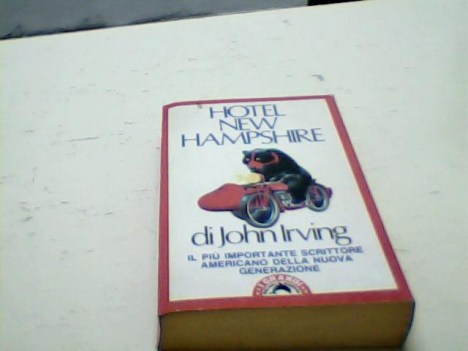 HOTEL
NEW
HAMPSHIRE
di John Irving
IL PIÙ IMPORTANTE SCRITTORE
AMERICANO DELLA NUOVA
GENERAZIONE